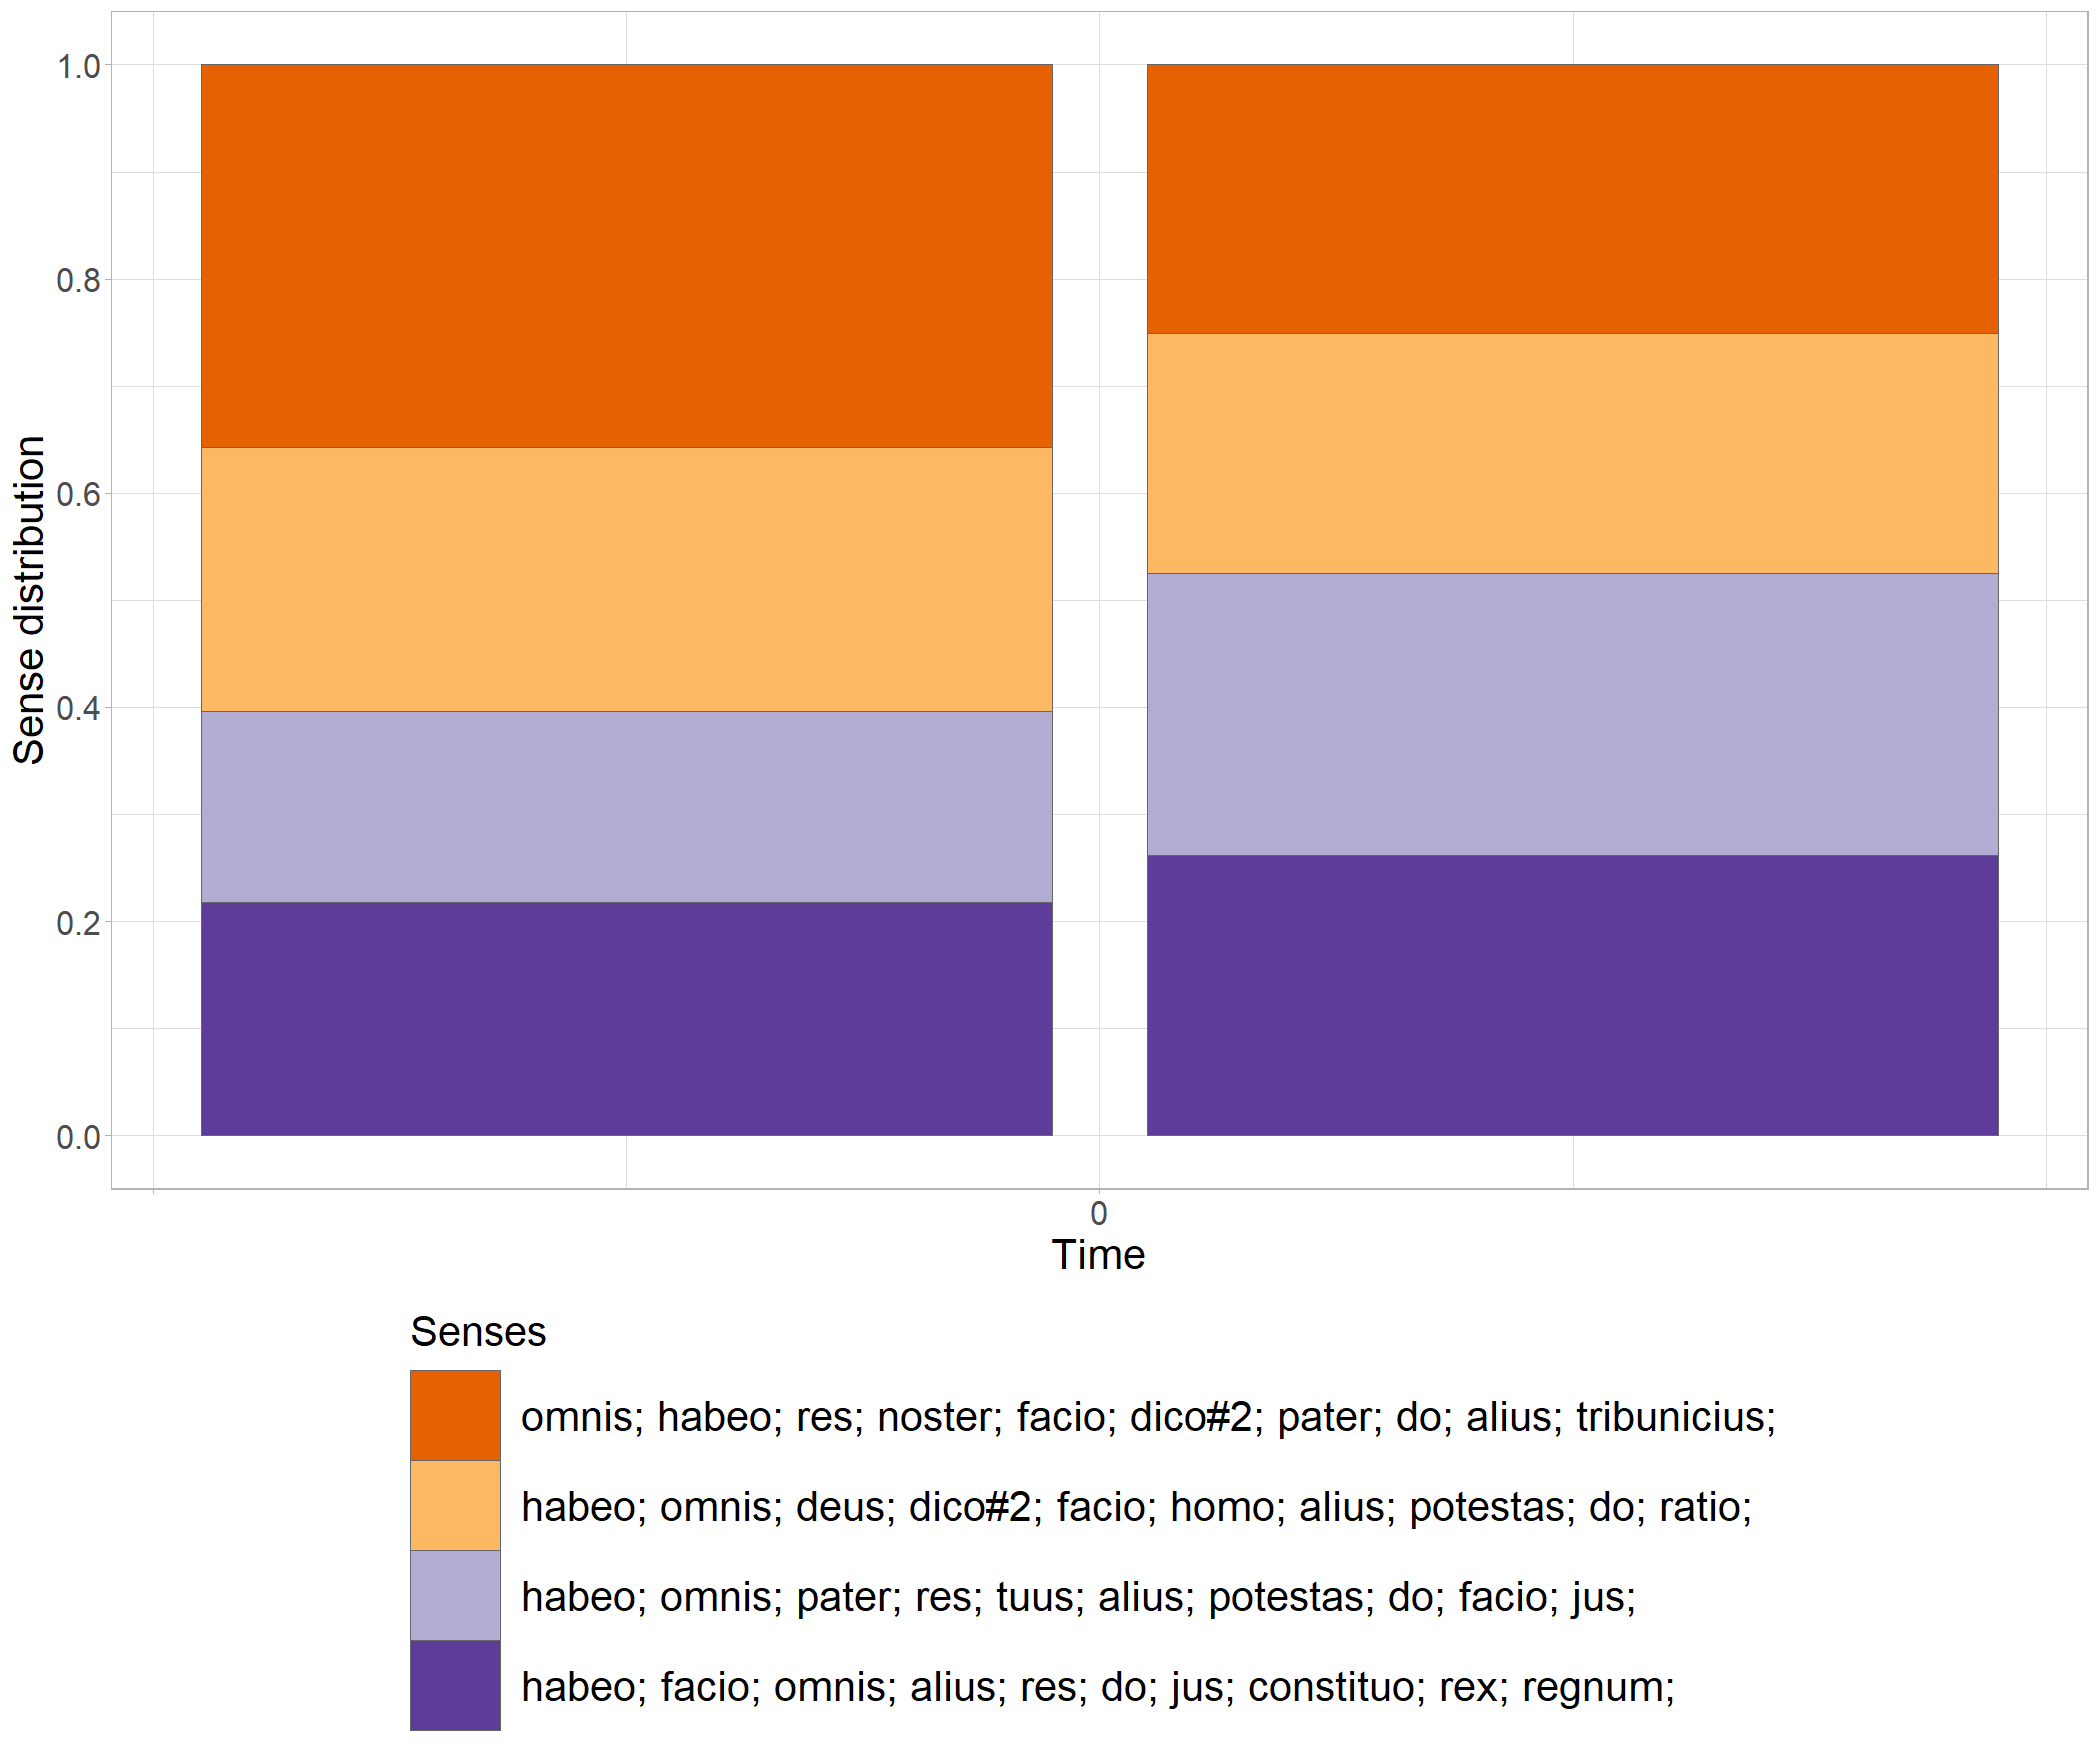 1.0
0.8
0.6
0.4
0.2
0.0
Sense distribution
0
Time
Senses
omnis; habeo; res; noster; facio; dico#2; pater; do; alius; tribunicius;
habeo; omnis; deus; dico#2; facio; homo; alius; potestas; do; ratio;
habeo; omnis; pater; res; tuus; alius; potestas; do; facio; jus;
habeo; facio; omnis; alius; res; do; jus; constituo; rex; regnum;